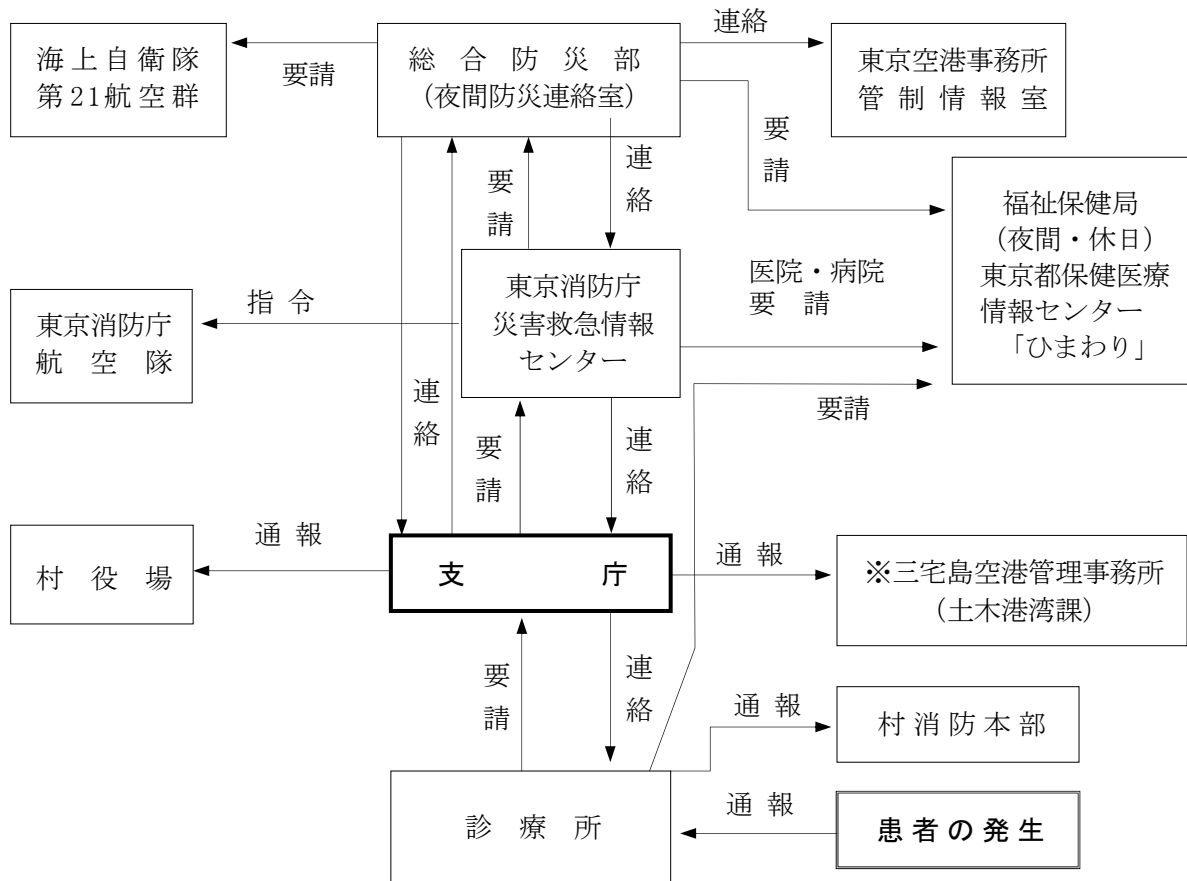 連絡
海上自衛隊
第21航空群
要請
総合防災部
(夜間防災連絡室)
東京空港事務所
管制情報室
要請
連絡
要請
福祉保健局
(夜間・休日)
東京都保健医療
情報センター
「ひまわり」
医院・病院
要請
東京消防庁
災害救急情報
センター
指令
東京消防庁
航空隊
要請
連絡
要請
連絡
通報
村役場
支庁
通報
※三宅島空港管理事務所
(土木港湾課)
要請
連絡
通報
村消防本部
診療所
通報
患者の発生